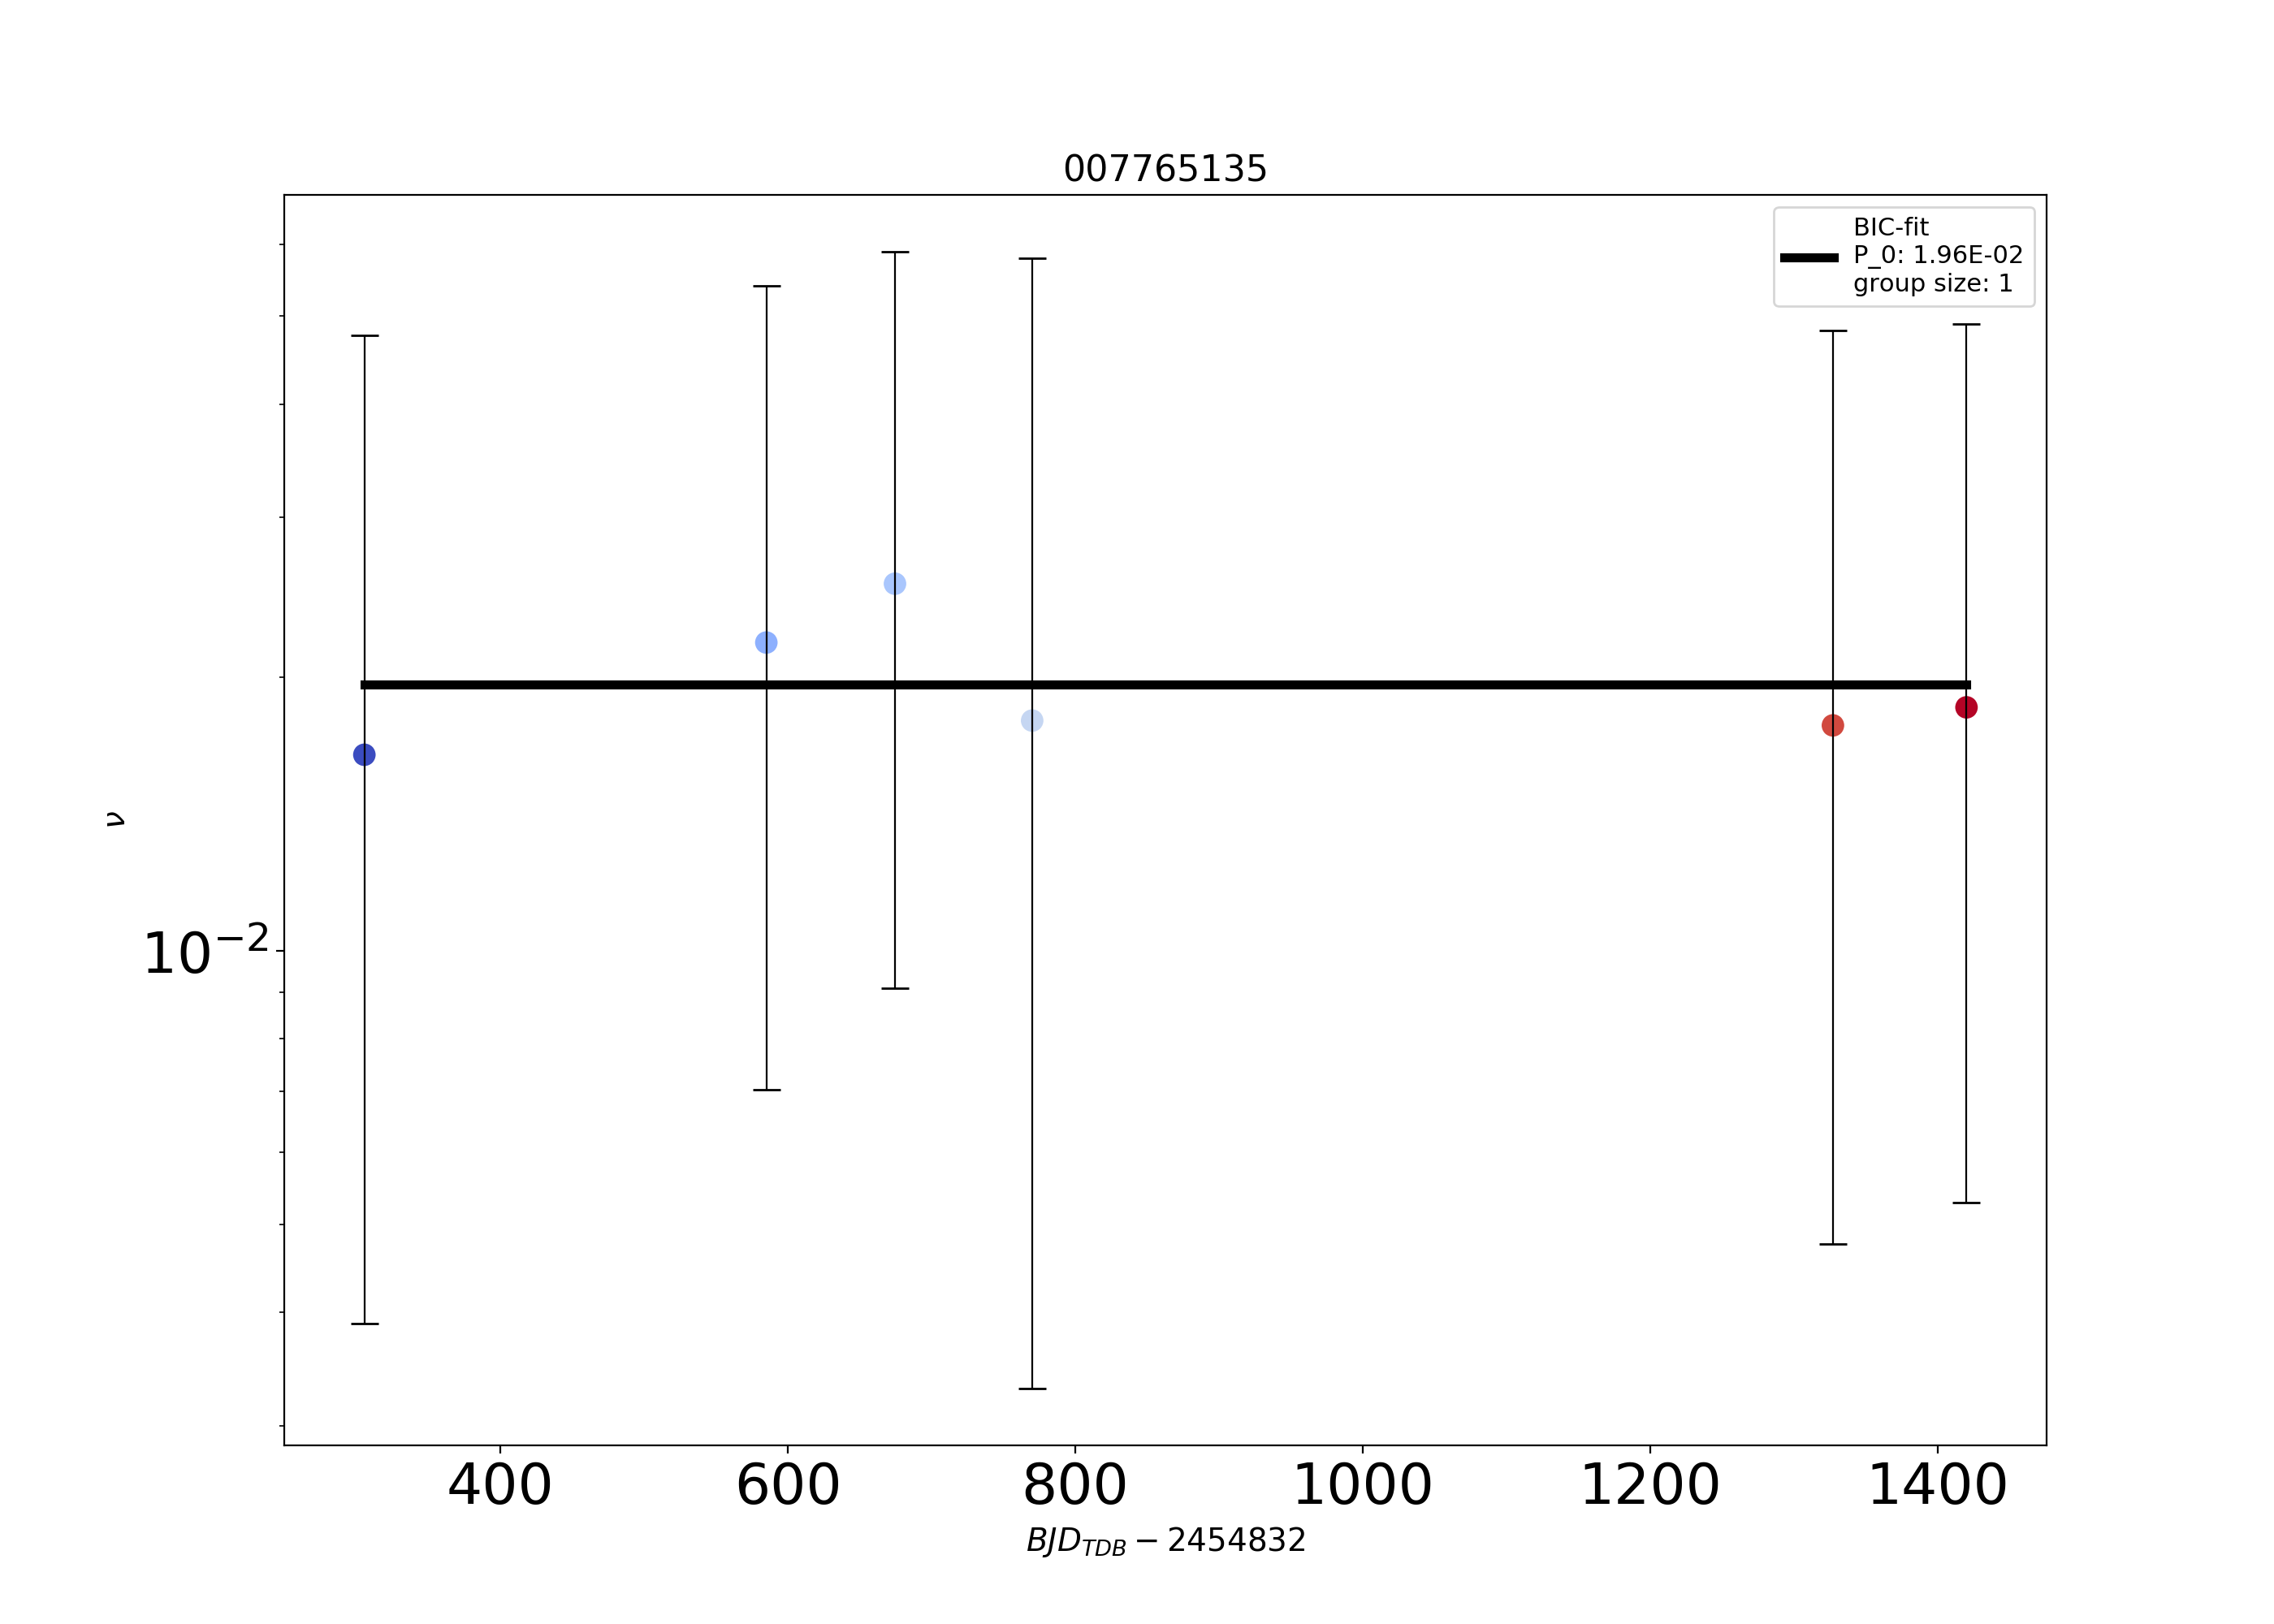 007765135
BIC-fit
P_0: 1.96E-02
group size: 1
ν
10⁻²
400 600 800 1000 1200 1400
BJD_TDB − 2454832